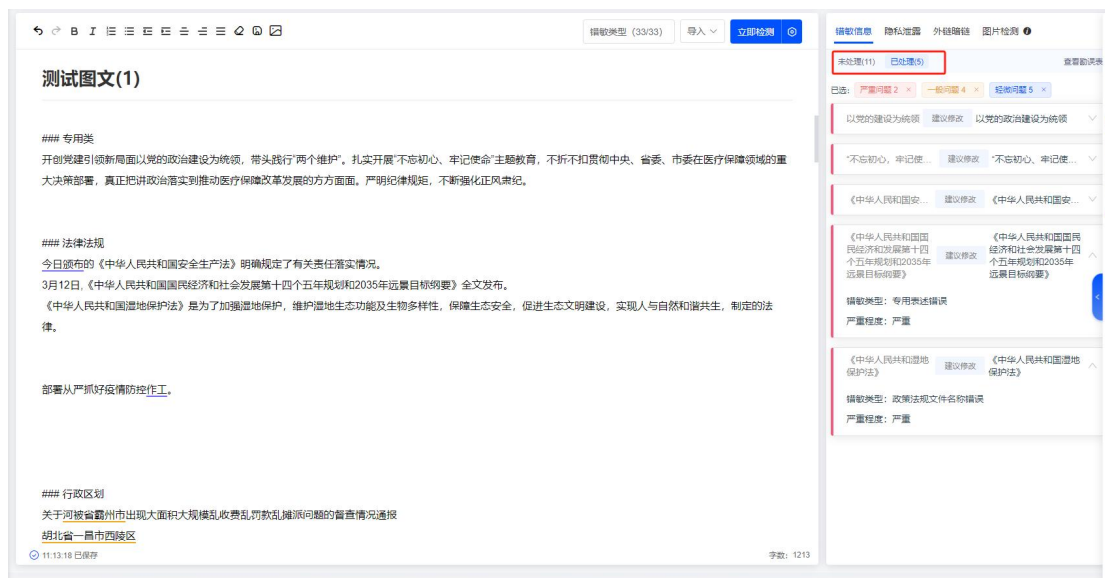 B I
错敏类型 (33/33) 导入 立即检测
测试图文(1)
### 专用类
开创党建引领新局面以党的政治建设为统领，带头践行"两个维护"。扎实开展"不忘初心、牢记使命"主题教育，不折不扣贯彻中央、省委、市委在医疗保障领域的重
大决策部署，真正把讲政治落实到推动医疗保障改革发展的方方面面。严明纪律规矩，不断强化正风肃纪。
### 法律法规
今日颁布的《中华人民共和国安全生产法》明确规定了有关责任落实情况。
3月12日，《中华人民共和国国民经济和社会发展第十四个五年规划和2035年远景目标纲要》全文发布。
《中华人民共和国湿地保护法》是为了加强湿地保护，维护湿地生态功能及生物多样性，保障生态安全，促进生态文明建设，实现人与自然和谐共生，制定的法
律。
部署从严抓好疫情防控作工。
### 行政区划
关于河被省霸州市出现大面积大规模乱收费乱罚款乱摊派问题的督查情况通报
胡北省一昌市西陵区
11:13:18 已保存
字数：1213
错敏信息 隐私泄露 外链暗链 图片检测
未处理(11) 已处理(5) 查看勘误表
已选： 严重问题 2 × 一般问题 4 × 轻微问题 5 ×
以党的建设为统领 建议修改 以党的政治建设为统领
"不忘初心，牢记使... 建议修改 "不忘初心、牢记使...
《中华人民和国安... 建议修改 《中华人民共和国安...
《中华人民共和国国
民经济和发展第十四
个五年规划和2035年
远景目标纲要》
建议修改
《中华人民共和国国民
经济和社会发展第十四
个五年规划和2035年
远景目标纲要》
错敏类型：专用表述错误
严重程度：严重
《中华人民共和湿地
保护法》
建议修改
《中华人民共和国湿地
保护法》
错敏类型：政策法规文件名称错误
严重程度：严重